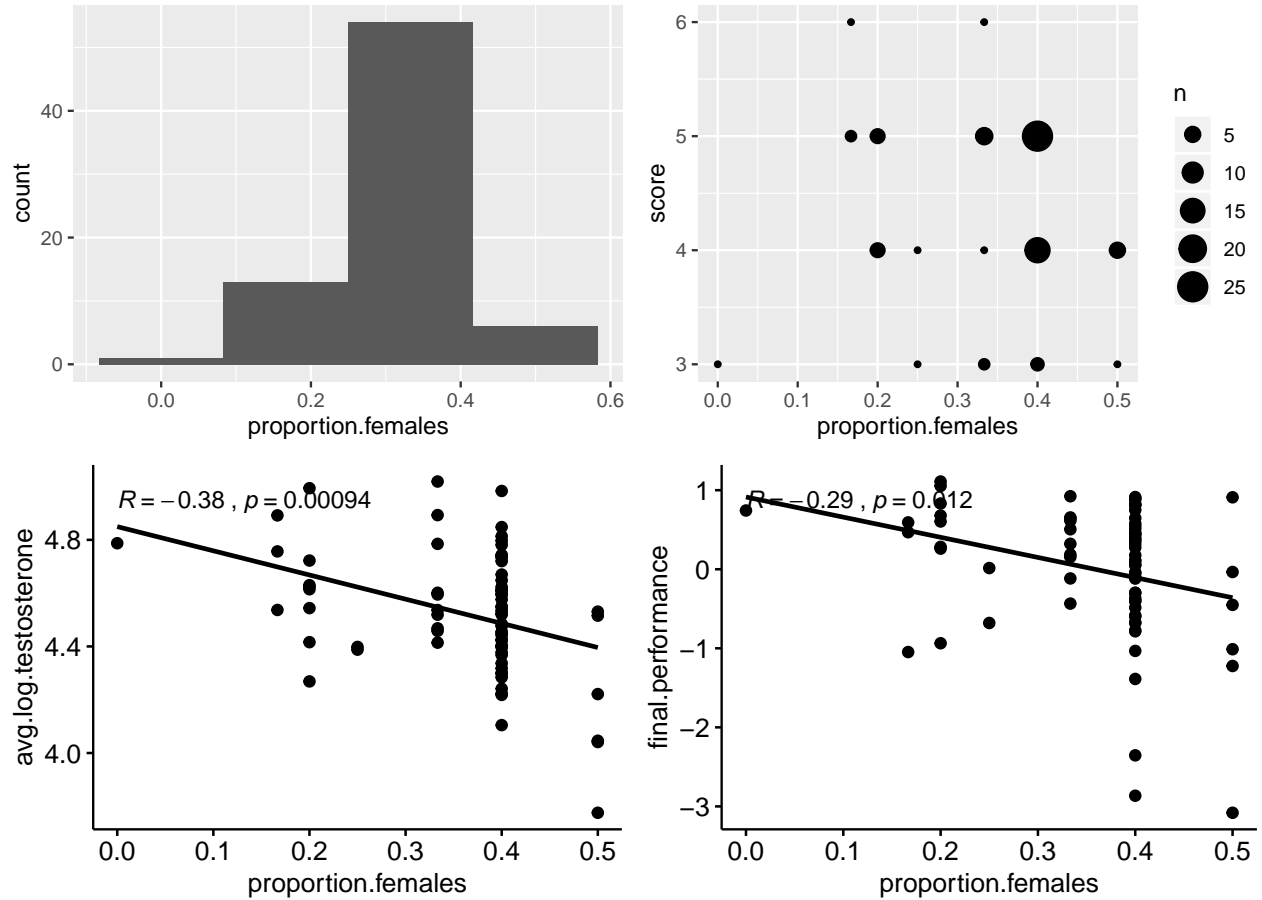 40
20
0
count
0.0 0.2 0.4 0.6
proportion.females
6
5
4
3
score
0.0 0.1 0.2 0.3 0.4 0.5
proportion.females
n
5
10
15
20
25
R = −0.38 , p = 0.00094
4.8
4.4
4.0
avg.log.testosterone
0.0 0.1 0.2 0.3 0.4 0.5
proportion.females
R = −0.29 , p = 0.012
1
0
−1
−2
−3
final.performance
0.0 0.1 0.2 0.3 0.4 0.5
proportion.females